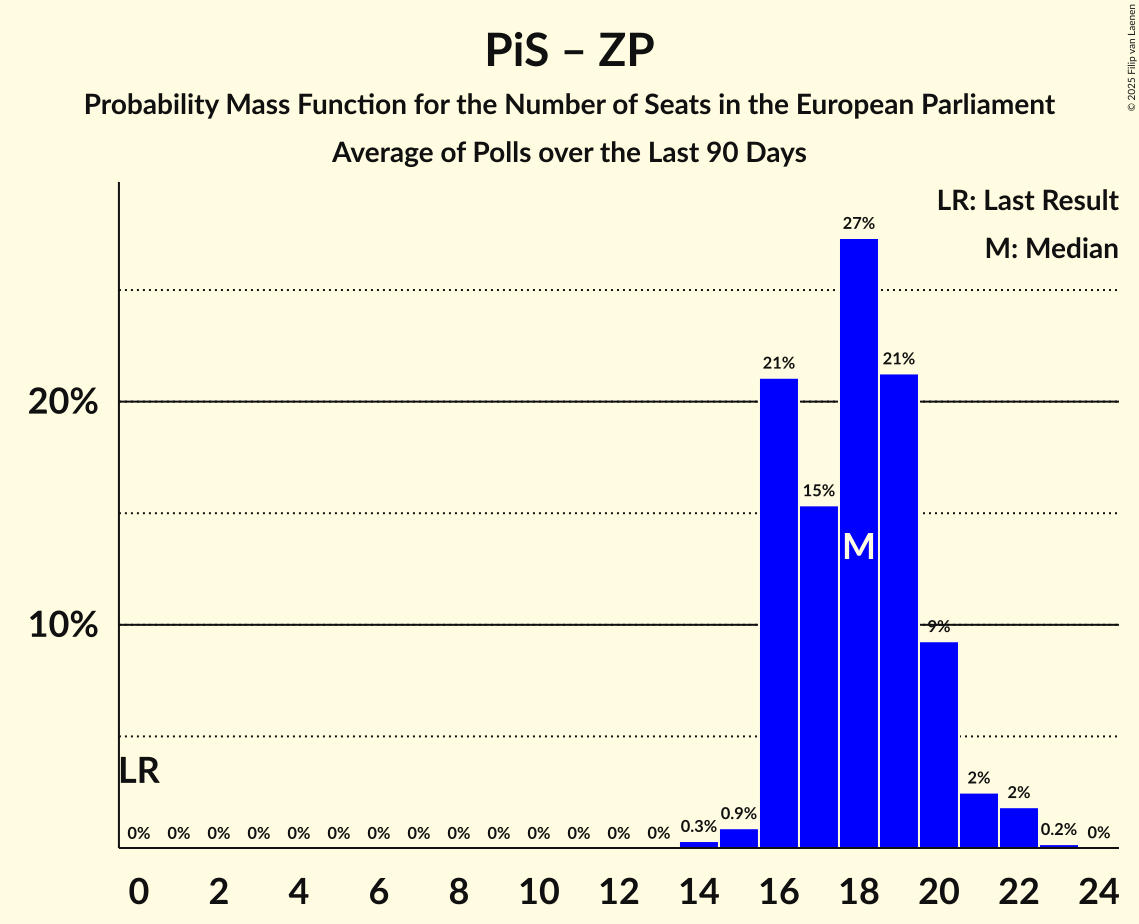 PiS – ZP
Probability Mass Function for the Number of Seats in the European Parliament
Average of Polls over the Last 90 Days
© 2025 Filip van Laenen
LR: Last Result
M: Median
27%
21%
21%
20%
15%
M
10%
9%
LR
2%
2%
0% 0% 0% 0% 0% 0% 0% 0% 0% 0% 0% 0% 0% 0% 0.3% 0.9% 0.2% 0%
0 2 4 6 8 10 12 14 16 18 20 22 24